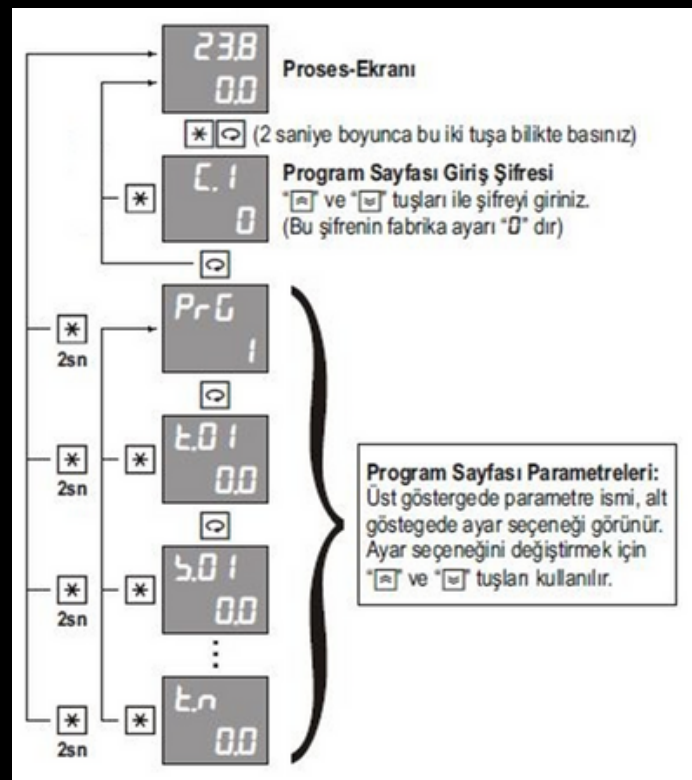 23.8
0.0
Proses-Ekranı
(2 saniye boyunca bu iki tuşa bilikte basınız)
C. 1
0
Program Sayfası Giriş Şifresi
"" ve "" tuşları ile şifreyi giriniz.
(Bu şifrenin fabrika ayarı "0" dır)
PrG
1
2sn
t.01
0.0
2sn
Program Sayfası Parametreleri:
Üst göstergede parametre ismi, alt
göstegede ayar seçeneği görünür.
Ayar seçeneğini değiştirmek için
"" ve "" tuşları kullanılır.
5.01
0.0
2sn
t.n
0.0
2sn